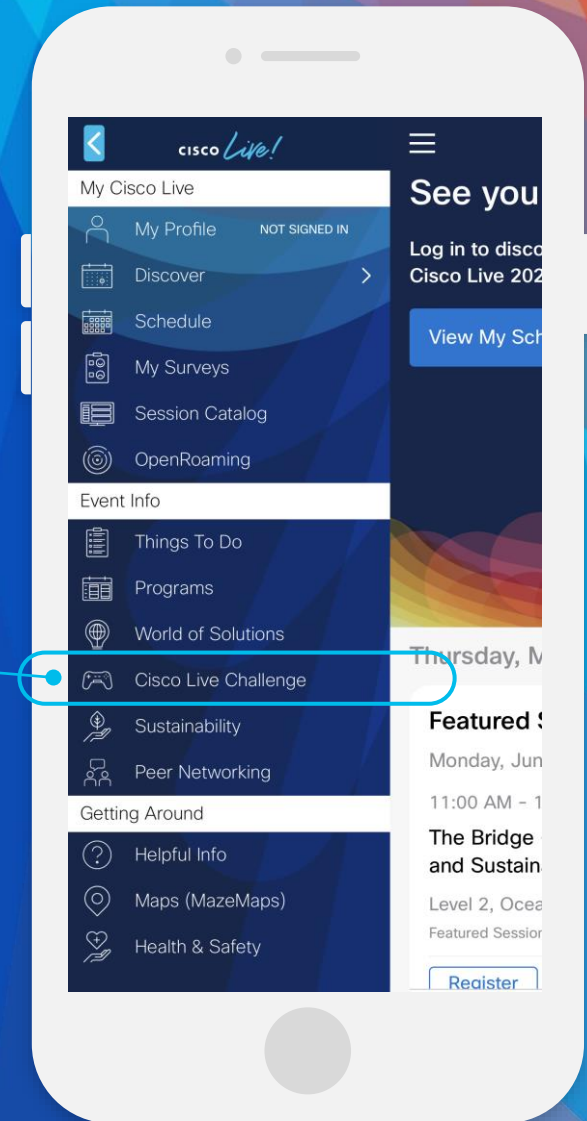 CISCO Live!
My Cisco Live
My Profile NOT SIGNED IN
Discover
Schedule
My Surveys
Session Catalog
OpenRoaming
Event Info
Things To Do
Programs
World of Solutions
Cisco Live Challenge
Sustainability
Peer Networking
Getting Around
Helpful Info
Maps (MazeMaps)
Health & Safety
See you
Log in to disco
Cisco Live 202
View My Sch
Thursday, M
Featured S
Monday, Jun
11:00 AM - 1
The Bridge
and Sustain
Level 2, Ocea
Featured Session
Register